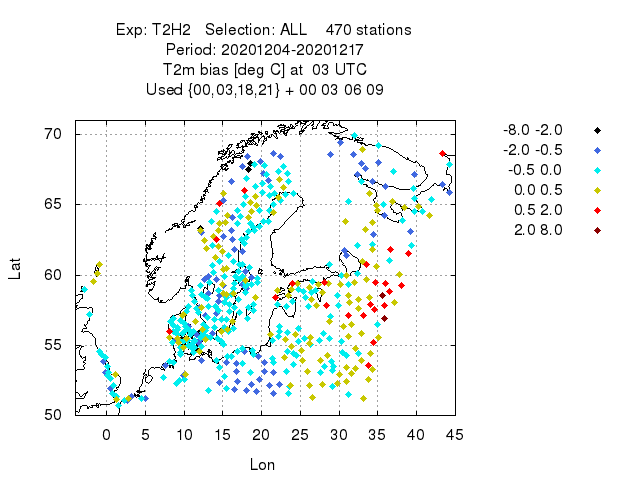 Exp: T2H2 Selection: ALL 470 stations
Period: 20201204-20201217
T2m bias [deg C] at 03 UTC
Used {00,03,18,21} + 00 03 06 09
70
65
60
55
50
Lat
0 5 10 15 20 25 30 35 40 45
Lon
-8.0 -2.0
-2.0 -0.5
-0.5 0.0
0.0 0.5
0.5 2.0
2.0 8.0